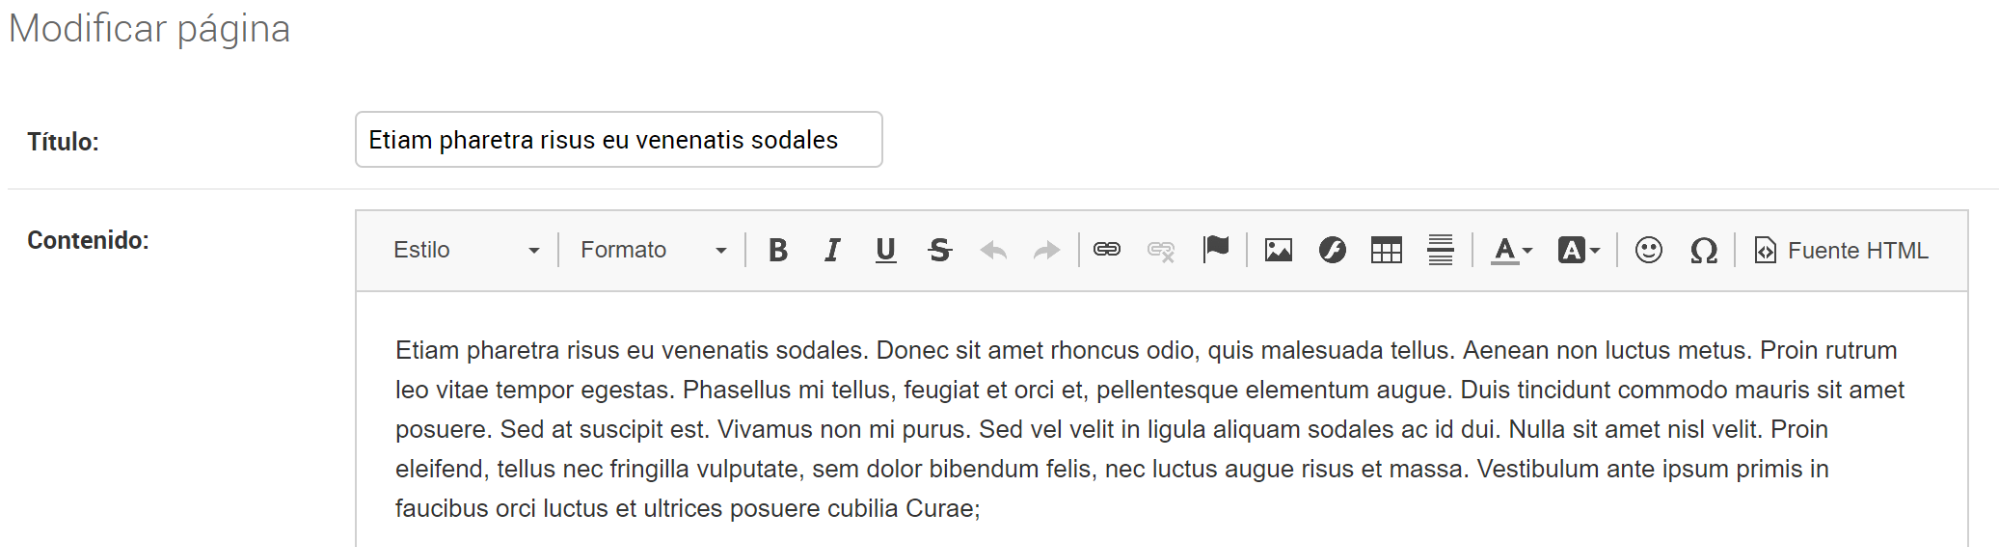 Modificar página
Título:
Etiam pharetra risus eu venenatis sodales
Contenido:
Estilo Formato B I U S A A Ω Fuente HTML
Etiam pharetra risus eu venenatis sodales. Donec sit amet rhoncus odio, quis malesuada tellus. Aenean non luctus metus. Proin rutrum
leo vitae tempor egestas. Phasellus mi tellus, feugiat et orci et, pellentesque elementum augue. Duis tincidunt commodo mauris sit amet
posuere. Sed at suscipit est. Vivamus non mi purus. Sed vel velit in ligula aliquam sodales ac id dui. Nulla sit amet nisl velit. Proin
eleifend, tellus nec fringilla vulputate, sem dolor bibendum felis, nec luctus augue risus et massa. Vestibulum ante ipsum primis in
faucibus orci luctus et ultrices posuere cubilia Curae;